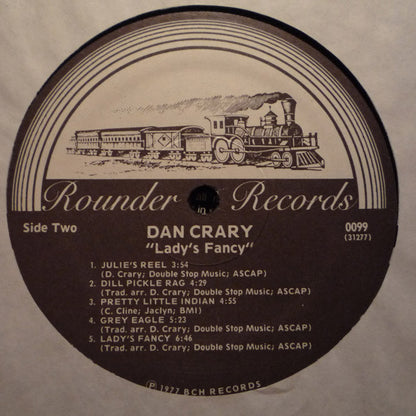 Rounder Records
Side Two
DAN CRARY
0099
"Lady's Fancy"
(31277)
1. JULIE'S REEL 3:54
(D. Crary; Double Stop Music; ASCAP)
2. DILL PICKLE RAG 4:29
(Trad. arr. D. Crary; Double Stop Music; ASCAP)
3. PRETTY LITTLE INDIAN 4:55
(C. Cline; Jaclyn; BMI)
4. GREY EAGLE 5:23
(Trad. arr. D. Crary; Double Stop Music; ASCAP)
5. LADY'S FANCY 6:46
(Trad. arr. D. Crary; Double Stop Music; ASCAP)
℗ 1977 BCH RECORDS